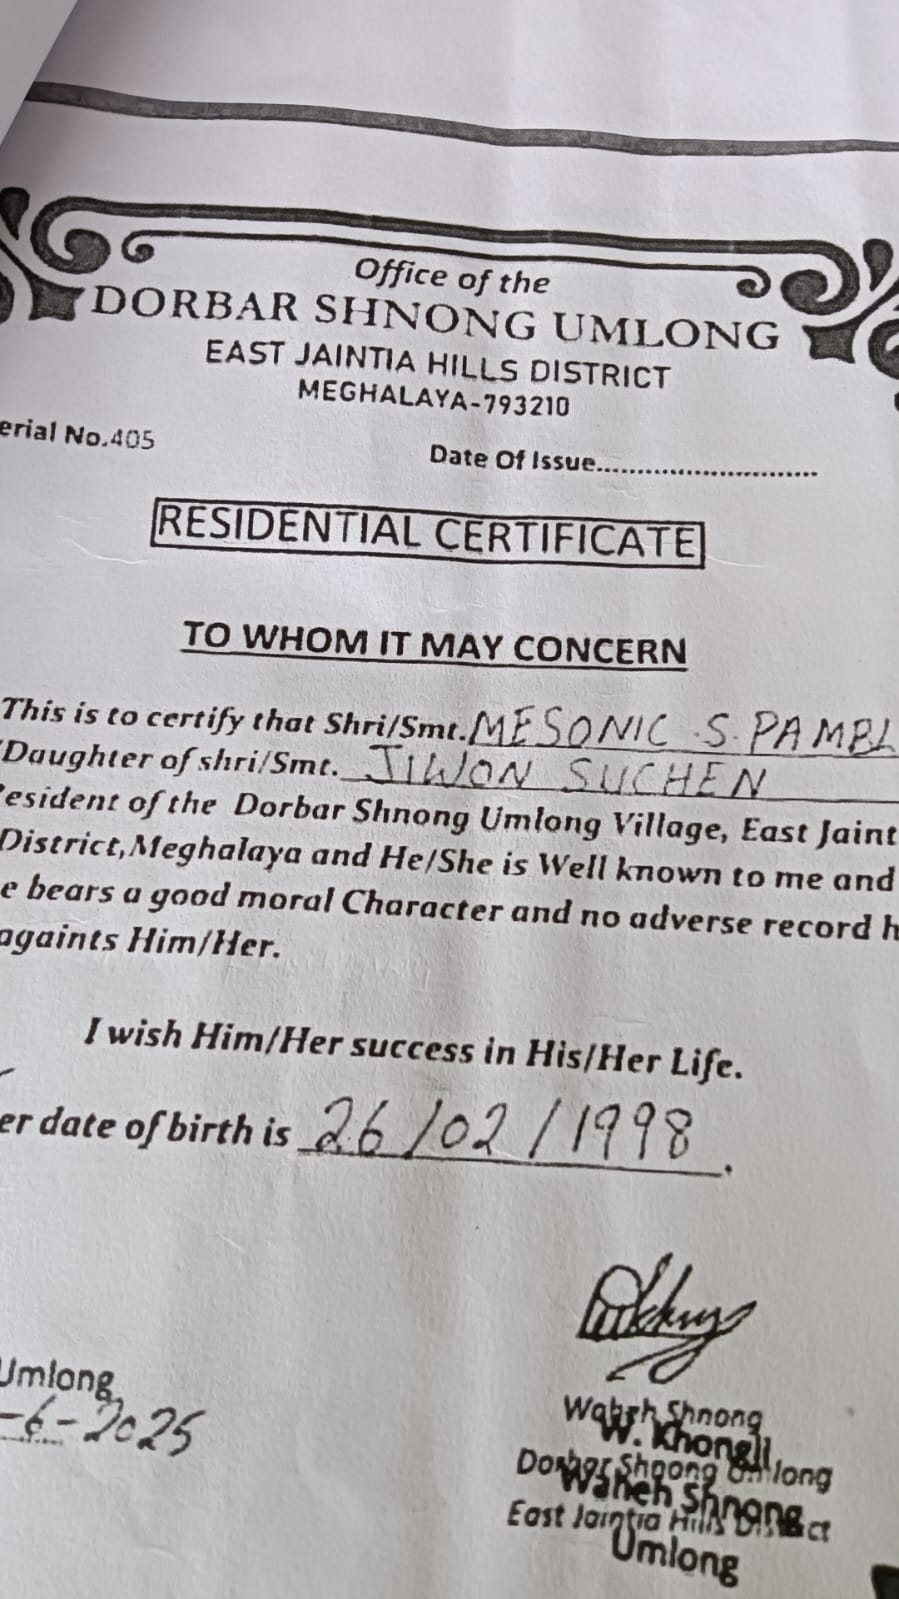 Office of the
DORBAR SHNONG UMLONG
EAST JAINTIA HILLS DISTRICT
MEGHALAYA-793210
erial No.405
Date Of Issue............................
RESIDENTIAL CERTIFICATE
TO WHOM IT MAY CONCERN
This is to certify that Shri/Smt. MESONIC .S. PAMBL
/Daughter of shri/Smt. JIWON SUCHEN
esident of the Dorbar Shnong Umlong Village, East Jaint
District,Meghalaya and He/She is Well known to me and
e bears a good moral Character and no adverse record h
againts Him/Her.
I wish Him/Her success in His/Her Life.
er date of birth is 26/02/1998.
Umlong
-6-2025
Waheh Shnong
W. Khongll
Dorbar Shnong Umlong
Waheh Shnong
East Jaintia Hills District
Umlong